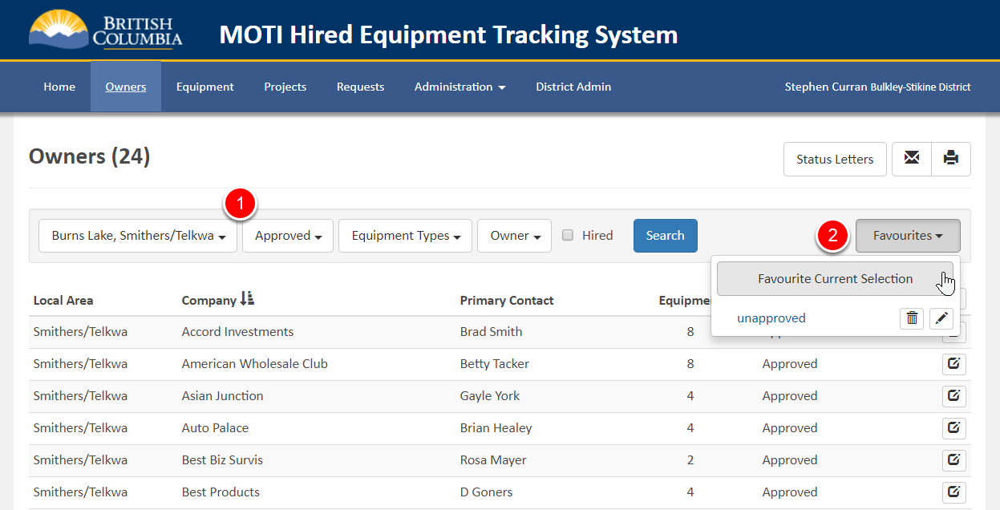 BRITISH
COLUMBIA
MOTI Hired Equipment Tracking System
Home Owners Equipment Projects Requests Administration District Admin Stephen Curran Bulkley-Stikine District
Owners (24)
Status Letters
1
Burns Lake, Smithers/Telkwa Approved Equipment Types Owner Hired Search 2 Favourites
Favourite Current Selection
Local Area Company Primary Contact
unapproved
Smithers/Telkwa Accord Investments Brad Smith 8
Smithers/Telkwa American Wholesale Club Betty Tacker 8 Approved
Smithers/Telkwa Asian Junction Gayle York 4 Approved
Smithers/Telkwa Auto Palace Brian Healey 4 Approved
Smithers/Telkwa Best Biz Survis Rosa Mayer 2 Approved
Smithers/Telkwa Best Products D Goners 4 Approved